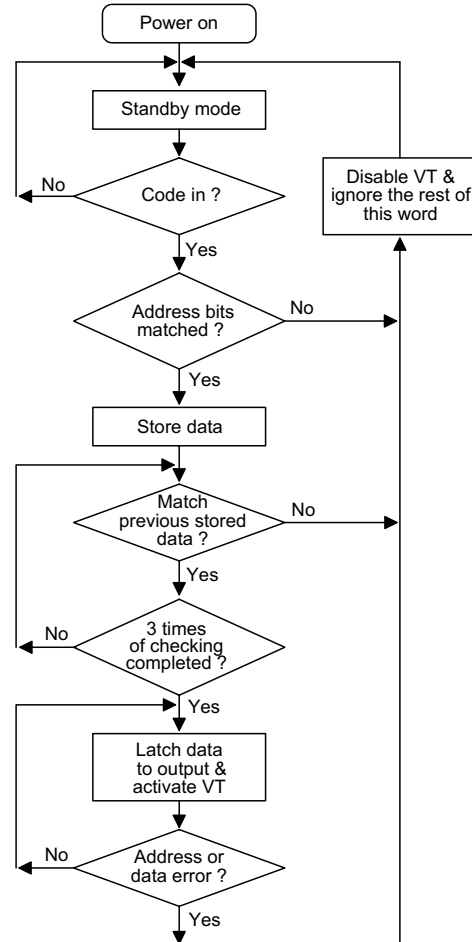 Power on
Standby mode
No
Code in ?
Disable VT &
ignore the rest of
this word
Yes
Address bits
matched ?
No
Yes
Store data
Match
previous stored
data ?
No
Yes
No
3 times
of checking
completed ?
Yes
Latch data
to output &
activate VT
No
Address or
data error ?
Yes